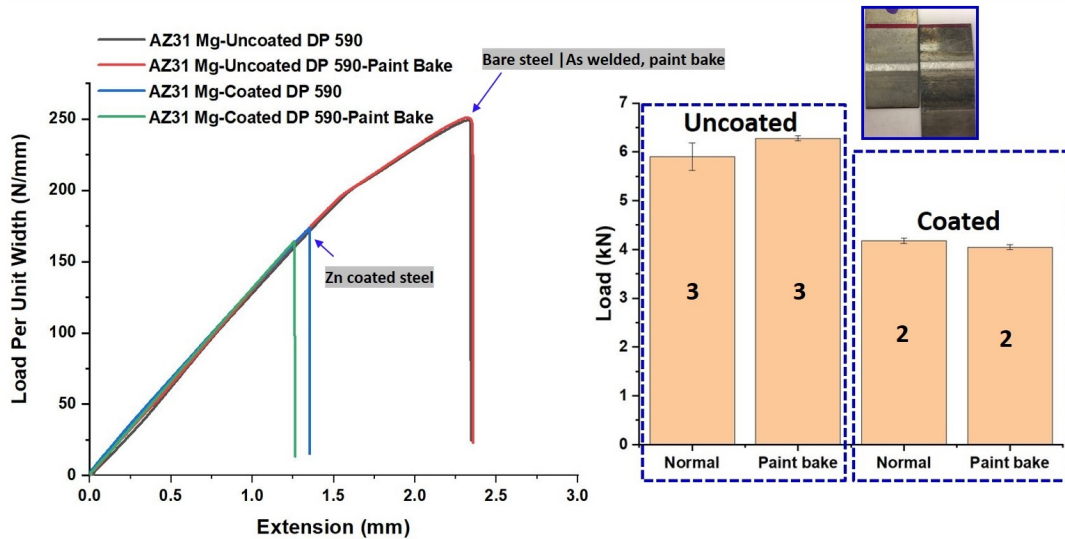 AZ31 Mg-Uncoated DP 590
AZ31 Mg-Uncoated DP 590-Paint Bake
AZ31 Mg-Coated DP 590
AZ31 Mg-Coated DP 590-Paint Bake
Bare steel |As welded, paint bake
Zn coated steel
Load Per Unit Width (N/mm)
250
200
150
100
50
0
0.0 0.5 1.0 1.5 2.0 2.5 3.0
Extension (mm)
Uncoated
Coated
Load (kN)
7
6
5
4
3
2
1
0
3 3 2 2
Normal Paint bake Normal Paint bake